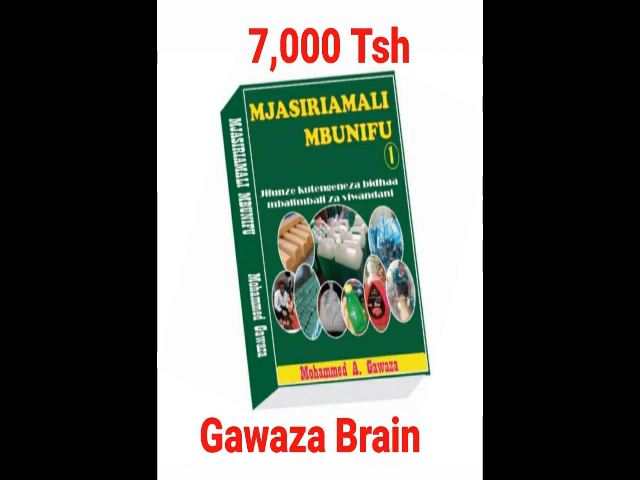 7,000 Tsh
MJASIRIAMALI
MBUNIFU
1
Jifunze kutengeneza bidhaa
mbalimbali za viwandani
Mohammed A. Gawaza
MJASIRIAMALI MBUNIFU
Mohammed Gawaza
Gawaza Brain